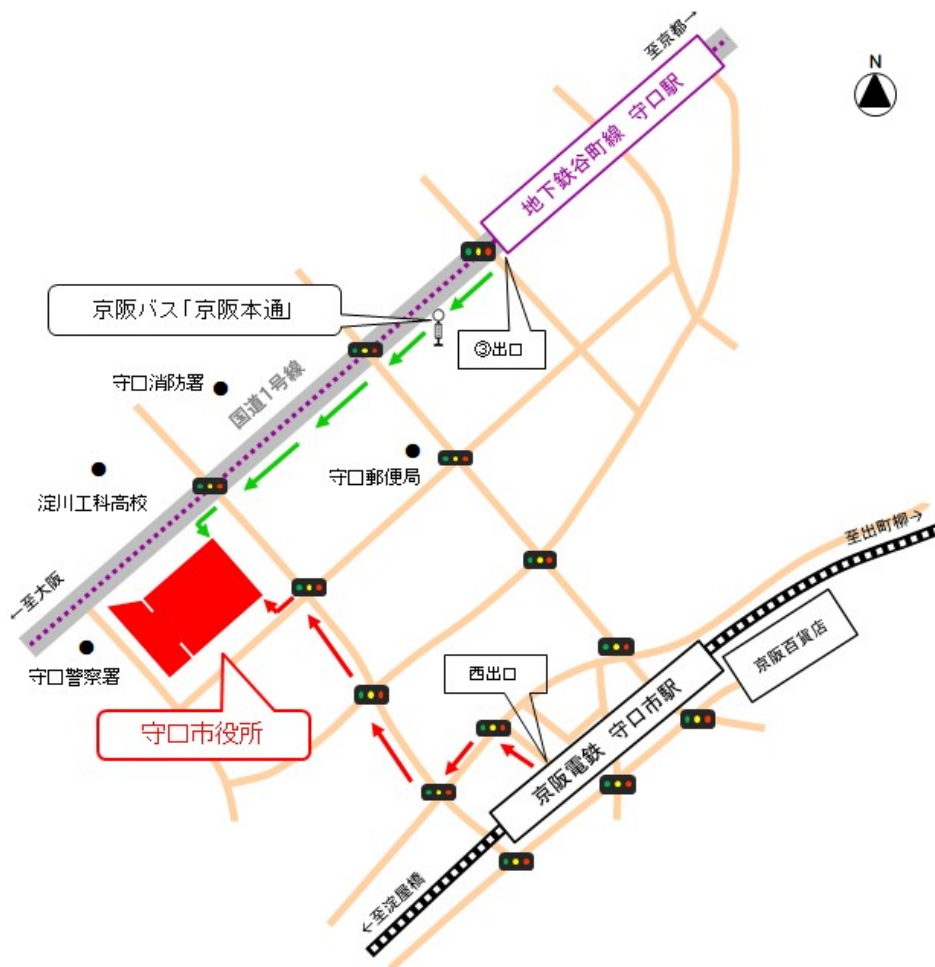 至京都→
N
地下鉄谷町線 守口駅
京阪バス「京阪本通」
③出口
国道1号線
守口消防署
守口郵便局
淀川工科高校
至出町柳→
←至大阪
京阪百貨店
守口警察署
西出口
守口市役所
京阪電鉄 守口市駅
←至淀屋橋